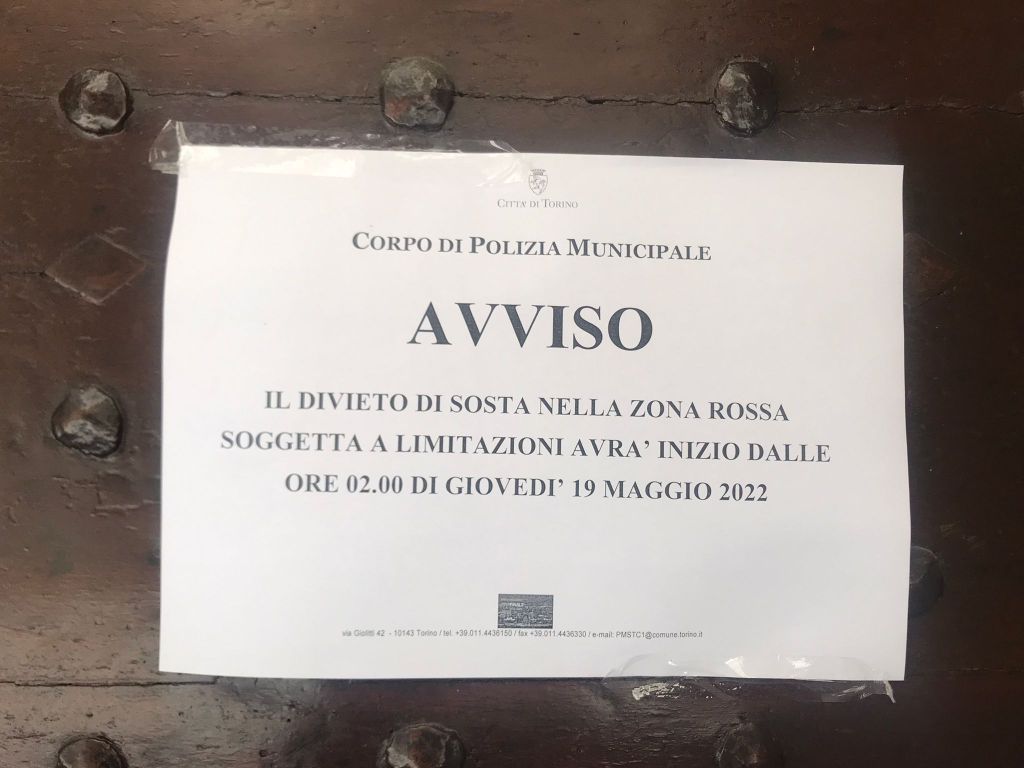 CITTA' DI TORINO
CORPO DI POLIZIA MUNICIPALE
AVVISO
IL DIVIETO DI SOSTA NELLA ZONA ROSSA
SOGGETTA A LIMITAZIONI AVRA' INIZIO DALLE
ORE 02.00 DI GIOVEDI' 19 MAGGIO 2022
via Giolitti 42 - 10143 Torino / tel. +39.011.4436150 / fax +39.011.4436330 / e-mail: PMSTC1@comune.torino.it